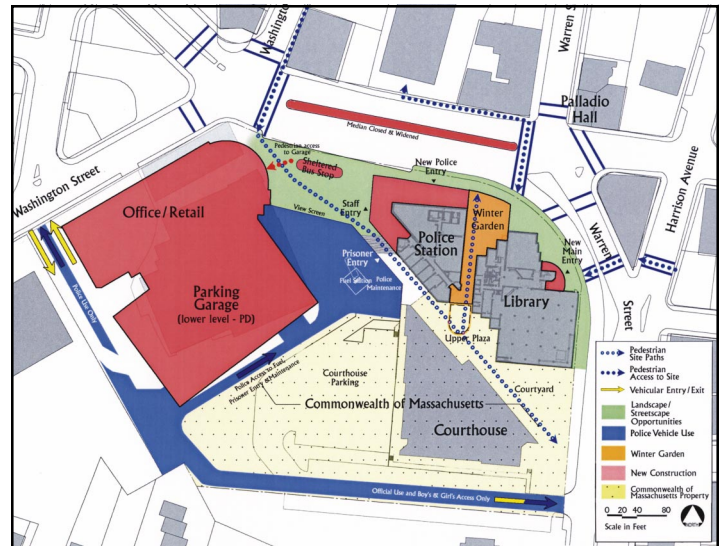 Washington
Warren St
Palladio
Hall
Median Closed & Widened
Harrison Avenue
Pedestrian access
to Garage
Sheltered
Bus Stop
New Police
Entry
Washington Street
Office/Retail
View Screen
Staff
Entry
Winter
Garden
Police
Station
New
Main
Entry
Warren
Street
Prisoner
Entry
Fuel Station
Police
Maintenance
Library
Parking
Garage
(lower level - PD)
Police Use Only
Upper Plaza
Police Access to Fuel,
Prisoner Entry & Maintenance
Courthouse
Parking
Courtyard
Commonwealth of Massachusetts
Courthouse
Official Use and Boy's & Girl's Access Only
Pedestrian
Site Paths
Pedestrian
Access to Site
Vehicular Entry/Exit
Landscape/
Streetscape
Opportunities
Police Vehicle Use
Winter Garden
New Construction
Commonwealth of
Massachusetts Property
0 20 40 80
Scale in Feet